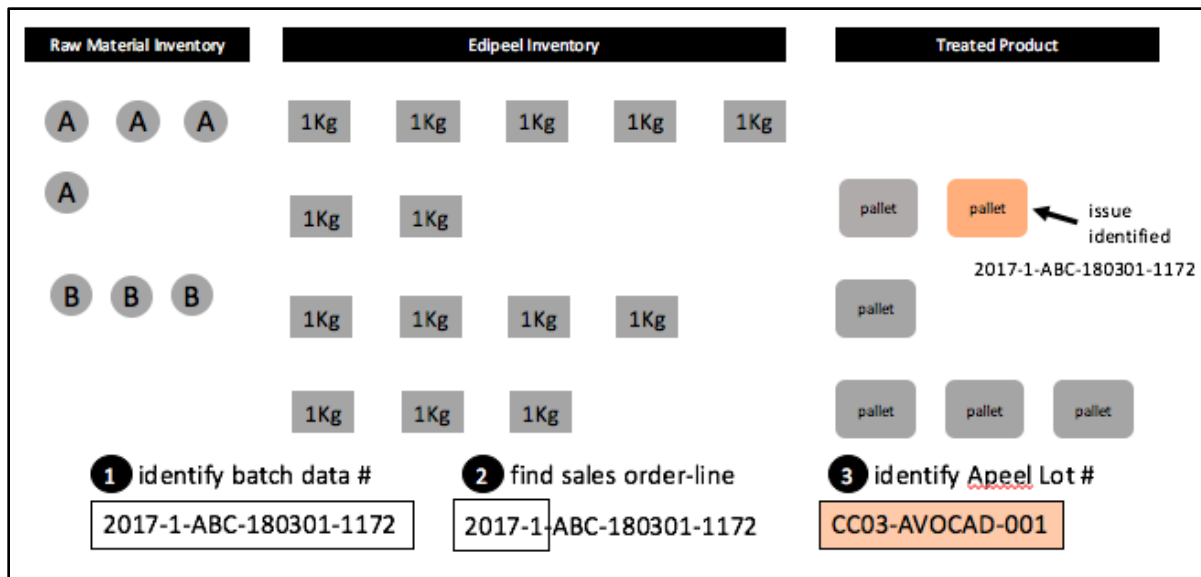 Raw Material Inventory Edipeel Inventory Treated Product
A A A 1Kg 1Kg 1Kg 1Kg 1Kg
A 1Kg 1Kg pallet pallet issue
identified
2017-1-ABC-180301-1172
B B B 1Kg 1Kg 1Kg 1Kg pallet
1Kg 1Kg 1Kg pallet pallet pallet
1 identify batch data # 2 find sales order-line 3 identify Apeel Lot #
2017-1-ABC-180301-1172 2017-1-ABC-180301-1172 CC03-AVOCAD-001